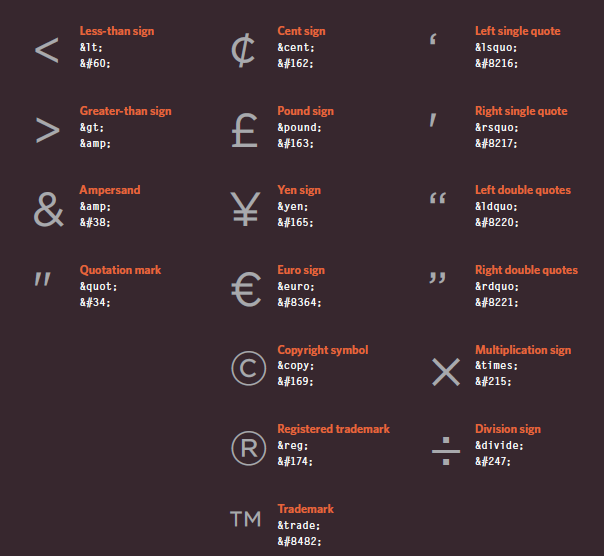 <
Less-than sign
&lt;
&#60;
>
Greater-than sign
&gt;
&amp;
&
Ampersand
&amp;
&#38;
"
Quotation mark
&quot;
&#34;
¢
Cent sign
&cent;
&#162;
£
Pound sign
&pound;
&#163;
¥
Yen sign
&yen;
&#165;
€
Euro sign
&euro;
&#8364;
©
Copyright symbol
&copy;
&#169;
®
Registered trademark
&reg;
&#174;
™
Trademark
&trade;
&#8482;
‘
Left single quote
&lsquo;
&#8216;
'
Right single quote
&rsquo;
&#8217;
“
Left double quotes
&ldquo;
&#8220;
”
Right double quotes
&rdquo;
&#8221;
×
Multiplication sign
&times;
&#215;
÷
Division sign
&divide;
&#247;